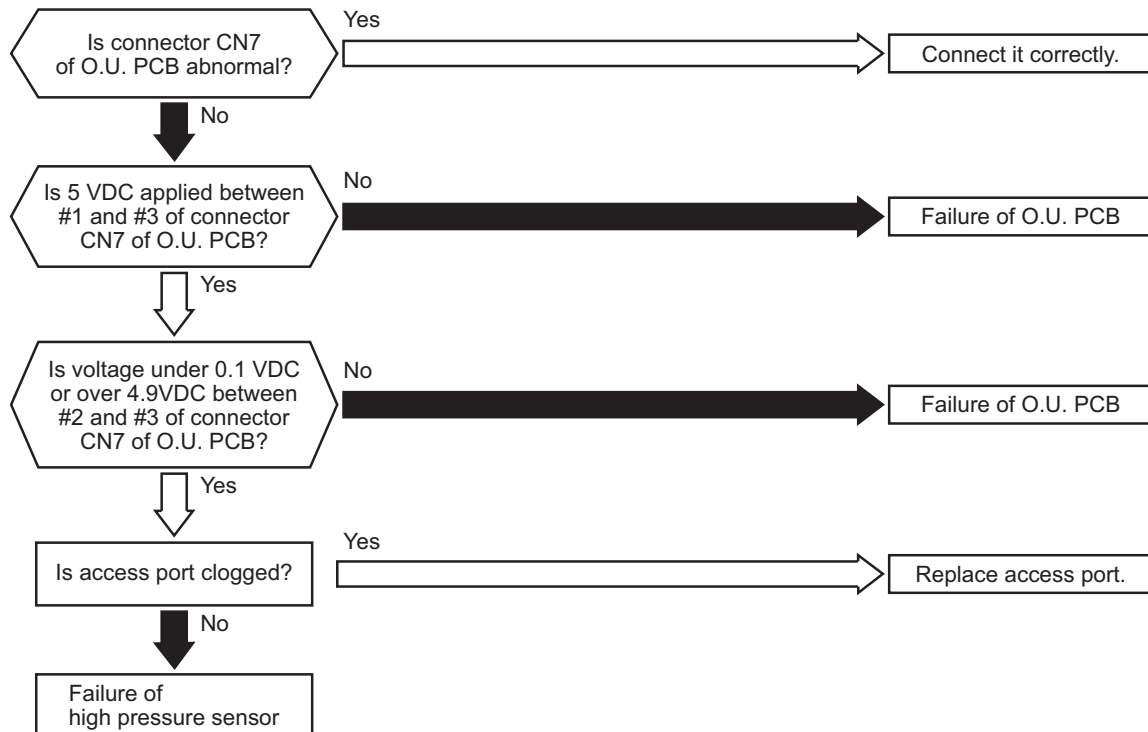 Is connector CN7
of O.U. PCB abnormal?
Yes
Connect it correctly.
No
Is 5 VDC applied between
#1 and #3 of connector
CN7 of O.U. PCB?
No
Failure of O.U. PCB
Yes
Is voltage under 0.1 VDC
or over 4.9VDC between
#2 and #3 of connector
CN7 of O.U. PCB?
No
Failure of O.U. PCB
Yes
Is access port clogged?
Yes
Replace access port.
No
Failure of
high pressure sensor